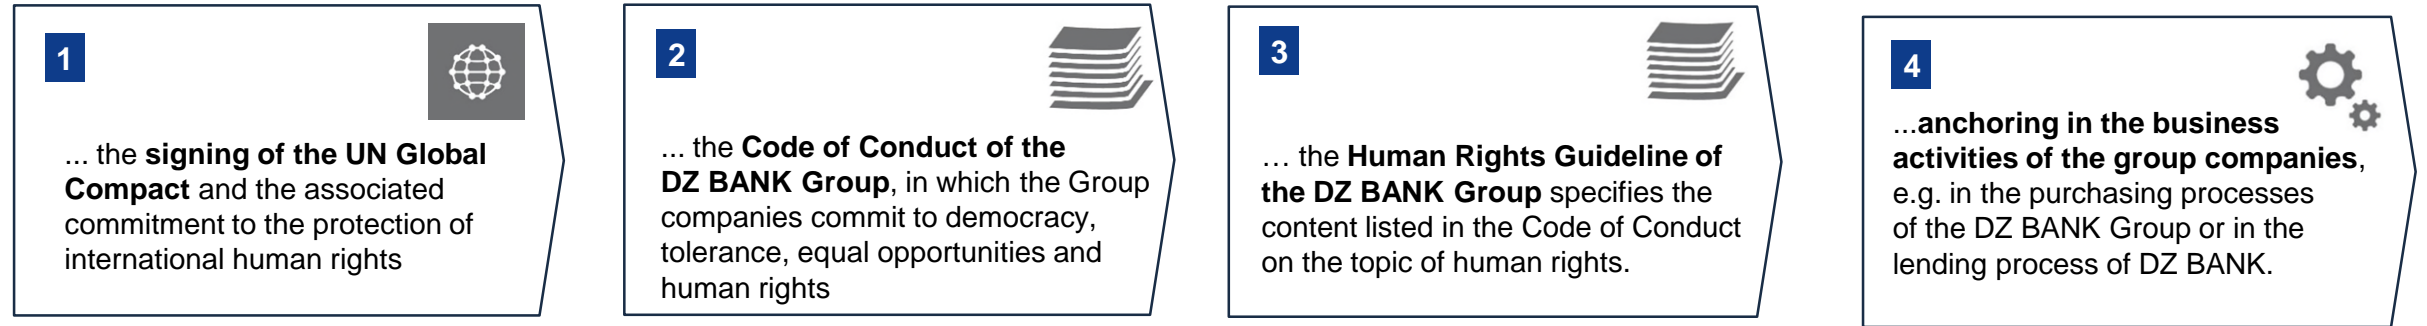 1
... the signing of the UN Global
Compact and the associated
commitment to the protection of
international human rights
2
... the Code of Conduct of the
DZ BANK Group, in which the Group
companies commit to democracy,
tolerance, equal opportunities and
human rights
3
… the Human Rights Guideline of
the DZ BANK Group specifies the
content listed in the Code of Conduct
on the topic of human rights.
4
...anchoring in the business
activities of the group companies,
e.g. in the purchasing processes
of the DZ BANK Group or in the
lending process of DZ BANK.